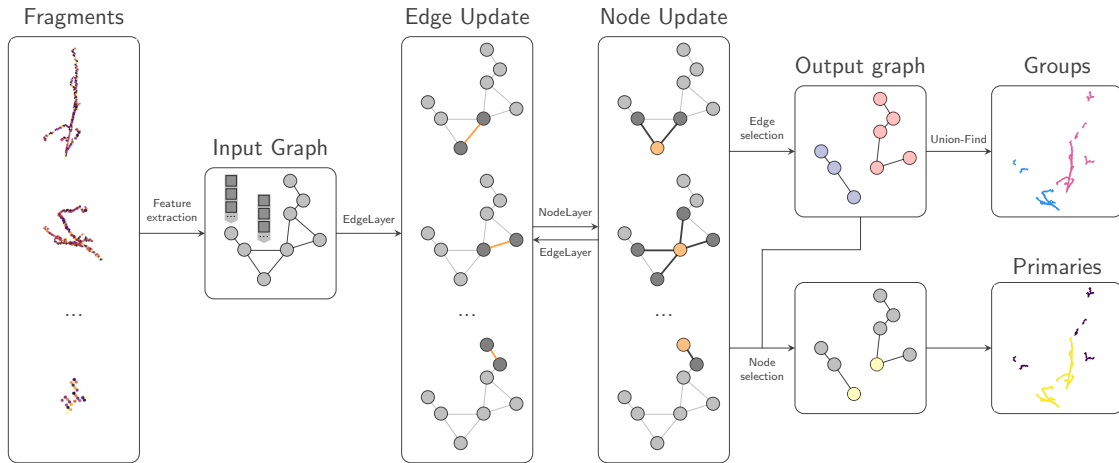 Fragments
Edge Update
Node Update
Output graph
Groups
Input Graph
Feature
extraction
EdgeLayer
NodeLayer
EdgeLayer
Edge
selection
Union-Find
Primaries
Node
selection
...
...
...
...
...